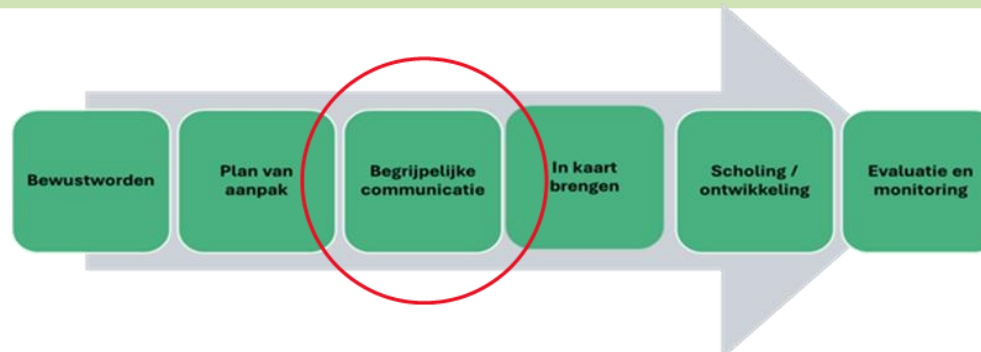 Bewustworden
Plan van
aanpak
Begrijpelijke
communicatie
In kaart
brengen
Scholing /
ontwikkeling
Evaluatie en
monitoring